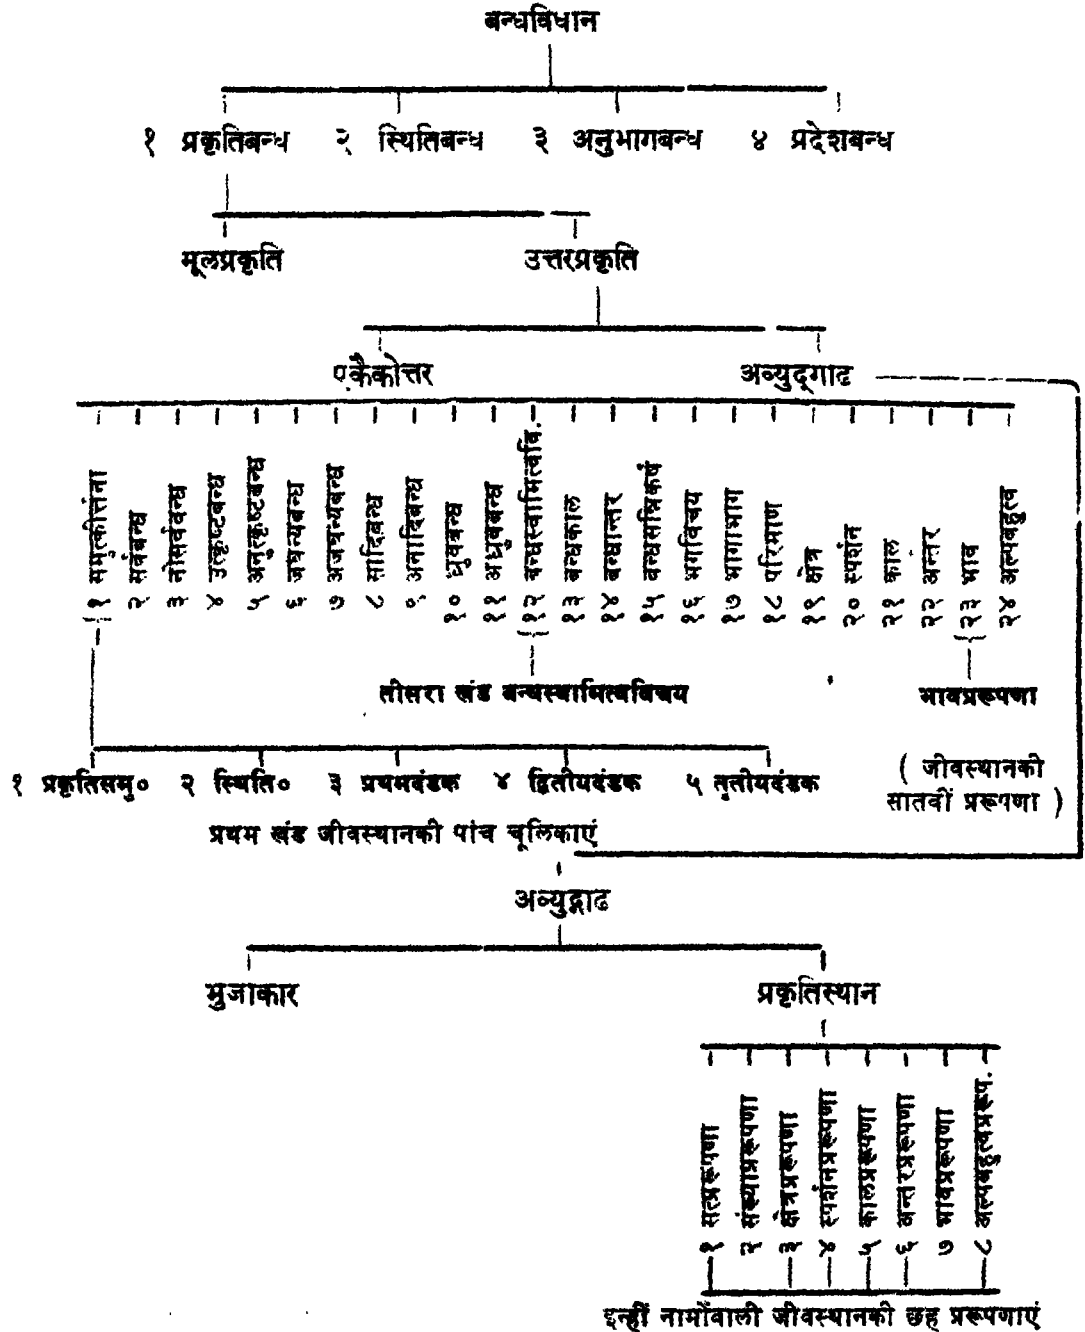 बन्धविधान
१ प्रकृतिबन्ध २ स्थितिबन्ध ३ अनुभागबन्ध ४ प्रदेशबन्ध
मूलप्रकृति उत्तरप्रकृति
एकैकोत्तर अव्युद्गाढ
१ समुत्कीर्त्तना
२ सर्वबन्ध
३ नोसर्वबन्ध
४ उत्कृष्टबन्ध
५ अनुत्कृष्टबन्ध
६ जघन्यबन्ध
७ अजघन्यबन्ध
८ सादिबन्ध
९ अनादिबन्ध
१० ध्रुवबन्ध
११ अध्रुवबन्ध
१२ बन्धस्वामित्ववि.
१३ बन्धकाल
१४ बन्धान्तर
१५ बन्धसन्निकर्ष
१६ भंगविचय
१७ भागाभाग
१८ परिमाण
१९ क्षेत्र
२० स्पर्शन
२१ काल
२२ अन्तर
२३ भाव
२४ अल्पबहुत्व
तीसरा खंड बन्धस्वामित्वविचय भावप्ररूपणा
१ प्रकृतिसमु० २ स्थिति० ३ प्रथमदंडक ४ द्वितीयदंडक ५ तृतीयदंडक
( जीवस्थानकी
सातवीं प्ररूपणा )
प्रथम खंड जीवस्थानकी पांच चूलिकाएं
अव्युद्गाढ
भुजाकार प्रकृतिस्थान
१ सत्प्ररूपणा
२ संख्याप्ररूपणा
३ क्षेत्रप्ररूपणा
४ स्पर्शनप्ररूपणा
५ कालप्ररूपणा
६ अन्तरप्ररूपणा
७ भावप्ररूपणा
८ अल्पबहुत्वप्ररूप.
इन्हीं नामोंवाली जीवस्थानकी छह प्ररूपणाएं